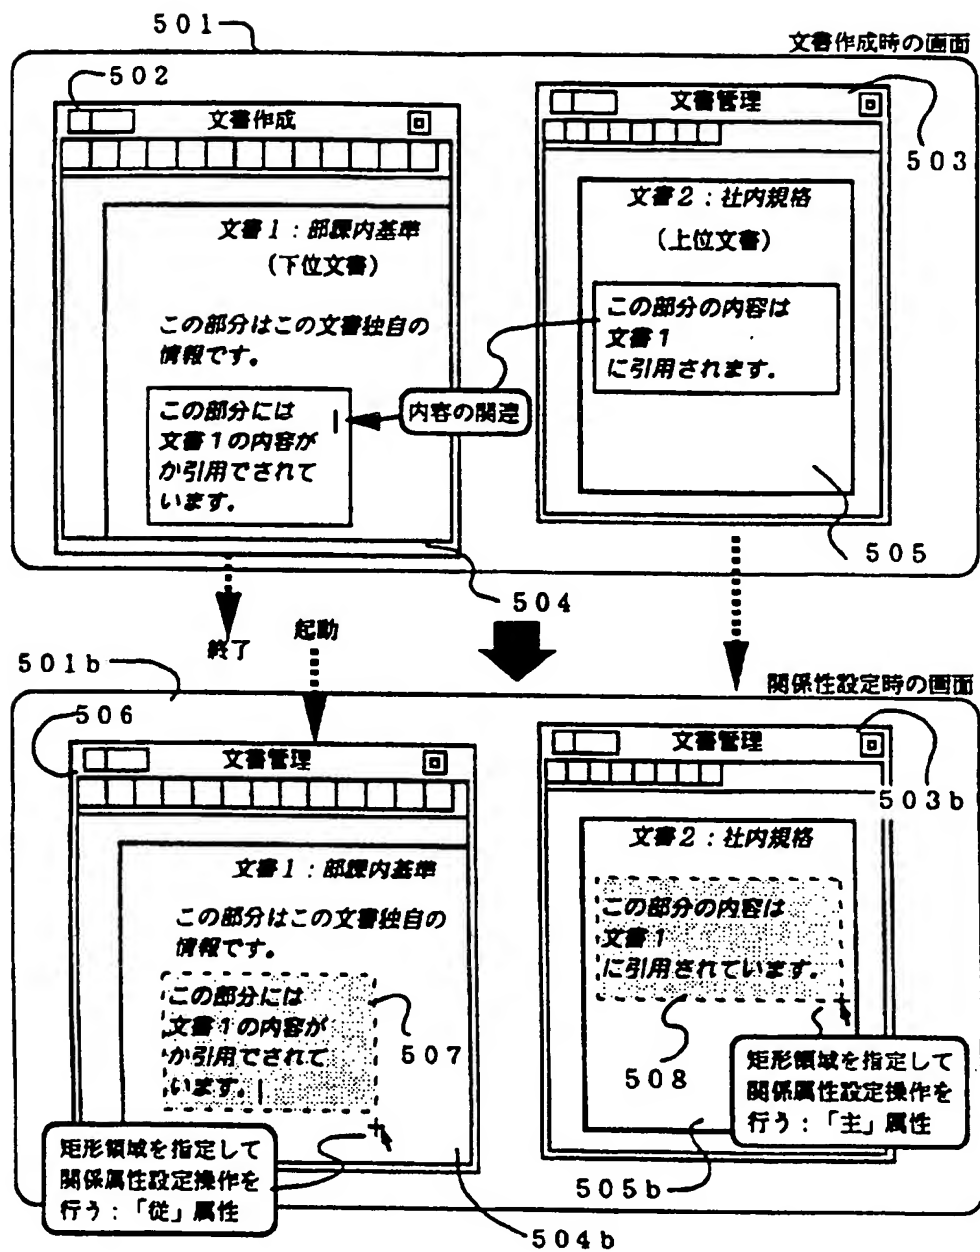 501
文書作成時の画面
502
文書作成
文書1：部課内基準
（下位文書）
この部分はこの文書独自の
情報です。
この部分には
文書1の内容が
か引用でされて
います。
内容の関連
文書管理
503
文書2：社内規格
（上位文書）
この部分の内容は
文書1
に引用されます。
505
504
終了
起動
501b
関係性設定時の画面
506
文書管理
文書1：部課内基準
この部分はこの文書独自の
情報です。
この部分には
文書1の内容が
か引用でされて
います。
507
矩形領域を指定して
関係属性設定操作を
行う：「従」属性
504b
文書管理
503b
文書2：社内規格
この部分の内容は
文書1
に引用されています。
508
矩形領域を指定して
関係属性設定操作を
行う：「主」属性
505b